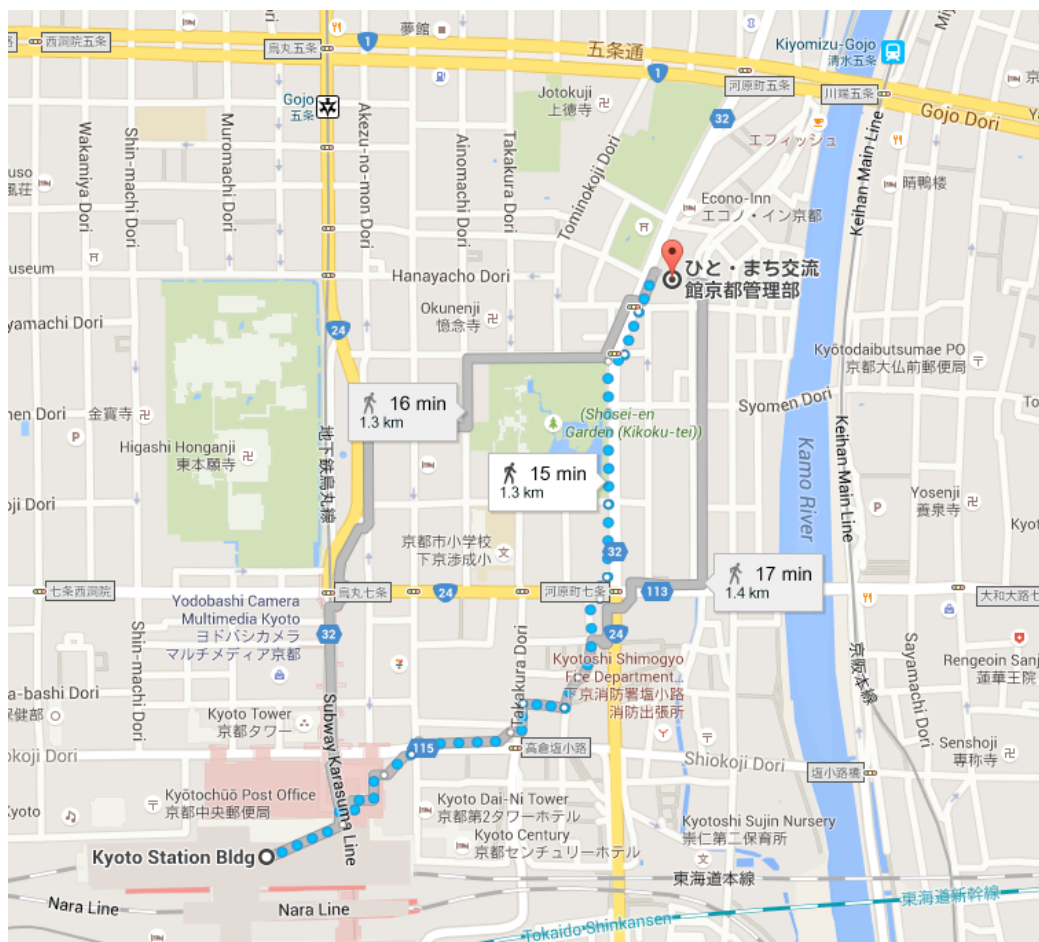 西洞院五条
烏丸五条
夢館
五条通
Kiyomizu-Gojo
清水五条
河原町五条
川端五条
Gojo Dori
Gojo
五条
Jotokuji
上徳寺
エフィッシュ
Wakamiya Dori
Shin-machi Dori
Muromachi Dori
Akezu-no-mon Dori
Ainomachi Dori
Takakura Dori
Tominokoji Dori
Keihan Main Line
晴鴨楼
Econo-Inn
エコノ・イン京都
Hanayacho Dori
ひと・まち交流
館京都管理部
Okunenji
憶念寺
Kyōtodaibutsumae PO
京都大仏前郵便局
16 min
1.3 km
(Shōsei-en
Garden (Kikoku-tei))
Syomen Dori
金寶寺
Higashi Honganji
東本願寺
地下鉄烏丸線
15 min
1.3 km
Kamo River
Keihan Main Line
Yosenji
養泉寺
京都市小学校
下京渉成小
17 min
1.4 km
七条西洞院
烏丸七条
24
河原町七条
32
113
Yodobashi Camera
Multimedia Kyoto
ヨドバシカメラ
マルチメディア京都
32
24
Kyotoshi Shimogyo
Fire Department...
下京消防署塩小路
消防出張所
京阪本線
Sayamachi Dori
Rengeoin Sanj
蓮華王院
Shin-machi Dori
a-bashi Dori
Kyoto Tower
京都タワー
Subway Karasuma Line
Takakura Dori
115
高倉塩小路
Shiokoji Dori
塩小路橋
Senshoji
専称寺
okoji Dori
Kyōtochūō Post Office
京都中央郵便局
Kyoto Dai-Ni Tower
京都第2タワーホテル
Kyoto Century
京都センチュリーホテル
Kyotoshi Sujin Nursery
崇仁第二保育所
Kyoto Station Bldg
東海道本線
東海道新幹線
Nara Line
Nara Line
Tokaido Shinkansen